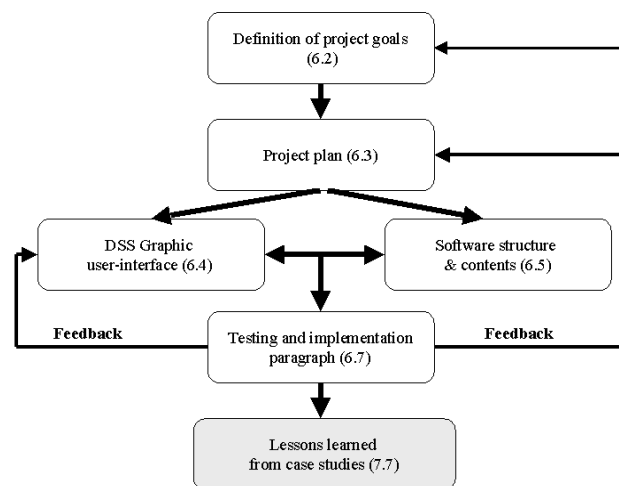 Definition of project goals
(6.2)
Project plan (6.3)
DSS Graphic
user-interface (6.4)
Software structure
& contents (6.5)
Feedback
Testing and implementation
paragraph (6.7)
Feedback
Lessons learned
from case studies (7.7)